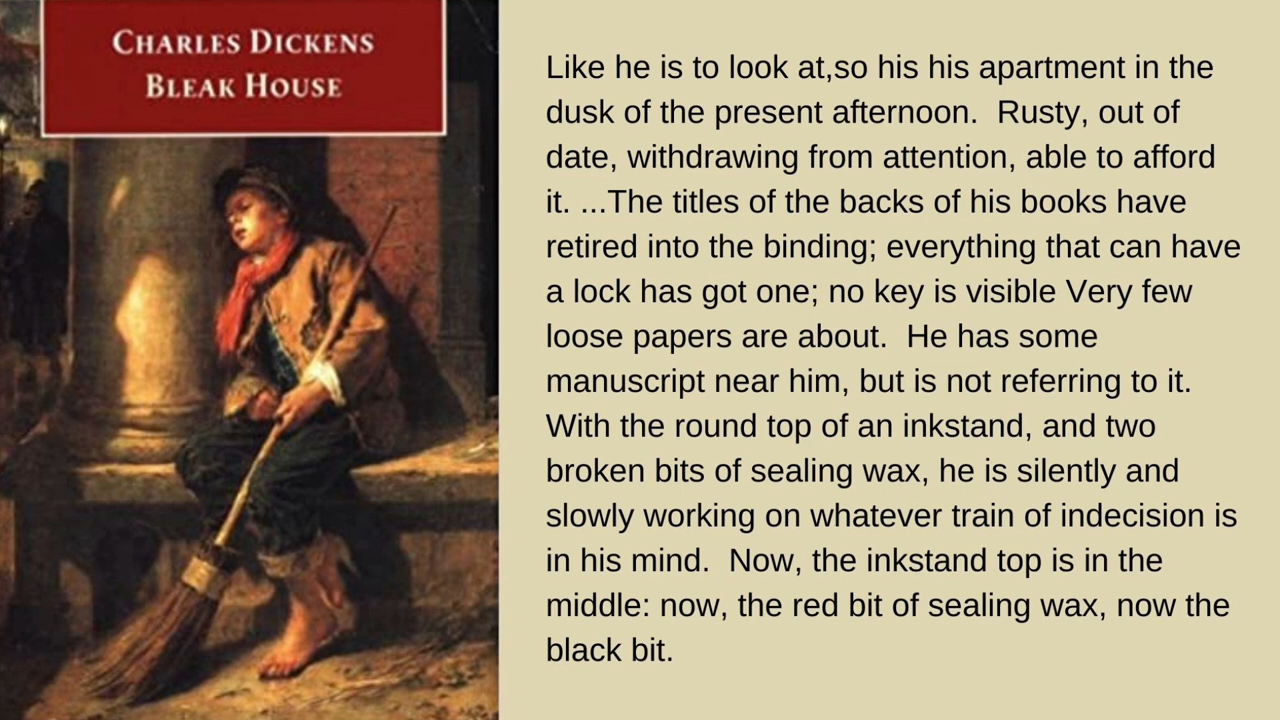 CHARLES DICKENS
BLEAK HOUSE
Like he is to look at,so his his apartment in the
dusk of the present afternoon.  Rusty, out of
date, withdrawing from attention, able to afford
it. ...The titles of the backs of his books have
retired into the binding; everything that can have
a lock has got one; no key is visible Very few
loose papers are about.  He has some
manuscript near him, but is not referring to it.
With the round top of an inkstand, and two
broken bits of sealing wax, he is silently and
slowly working on whatever train of indecision is
in his mind.  Now, the inkstand top is in the
middle: now, the red bit of sealing wax, now the
black bit.